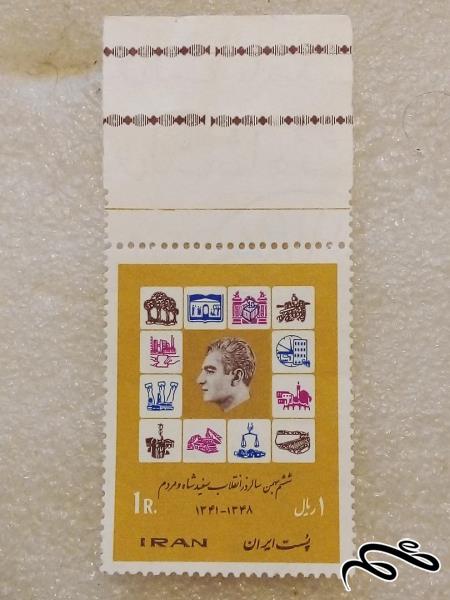 ششم بهمن سالروز انقلاب سفید شاه و مردم
۱۳۴۱-۱۳۴۸
1R. ۱ ریال
IRAN پست ایران